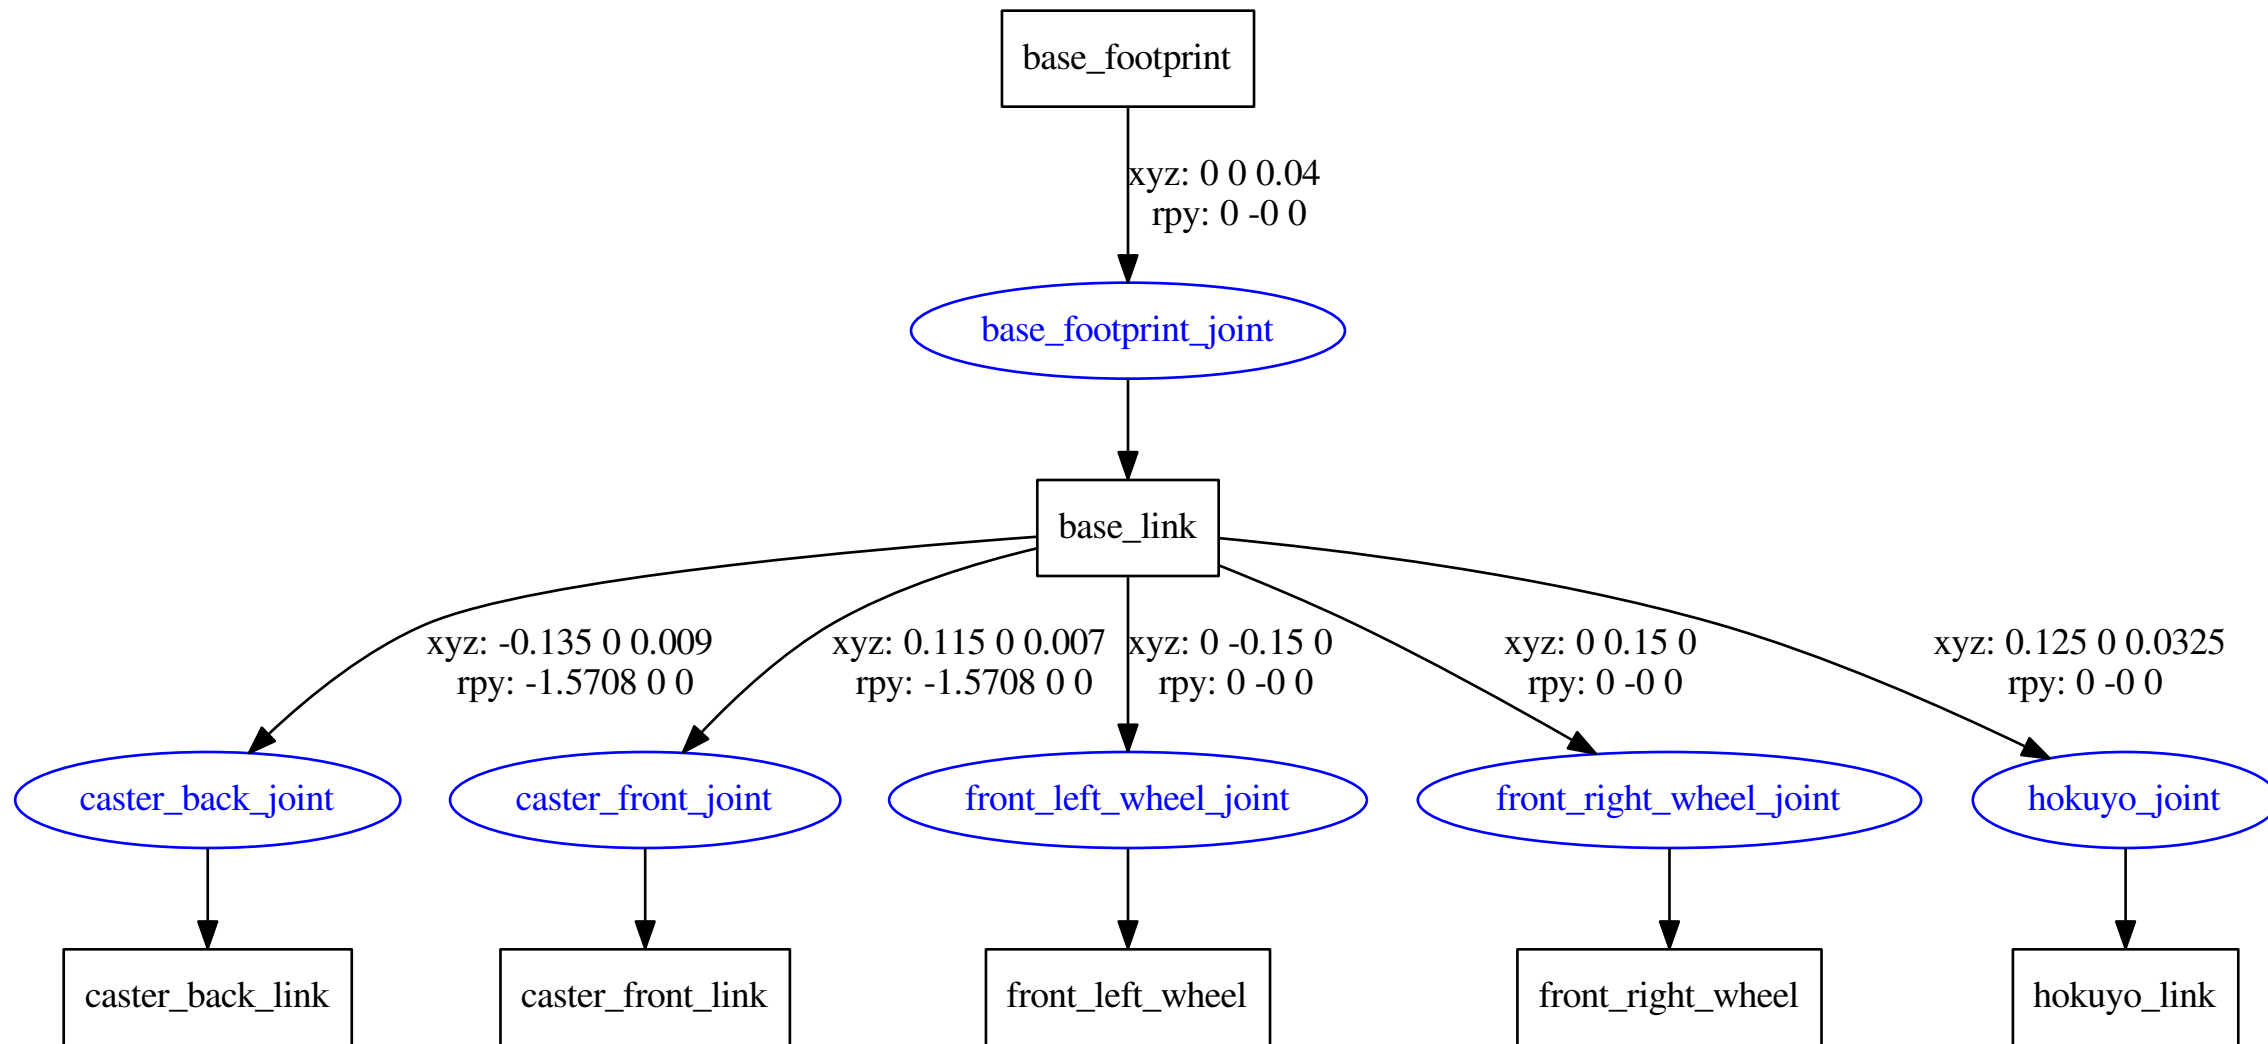 base_footprint
xyz: 0 0 0.04
rpy: 0 -0 0
base_footprint_joint
base_link
xyz: -0.135 0 0.009
rpy: -1.5708 0 0
xyz: 0.115 0 0.007
rpy: -1.5708 0 0
xyz: 0 -0.15 0
rpy: 0 -0 0
xyz: 0 0.15 0
rpy: 0 -0 0
xyz: 0.125 0 0.0325
rpy: 0 -0 0
caster_back_joint
caster_front_joint
front_left_wheel_joint
front_right_wheel_joint
hokuyo_joint
caster_back_link
caster_front_link
front_left_wheel
front_right_wheel
hokuyo_link